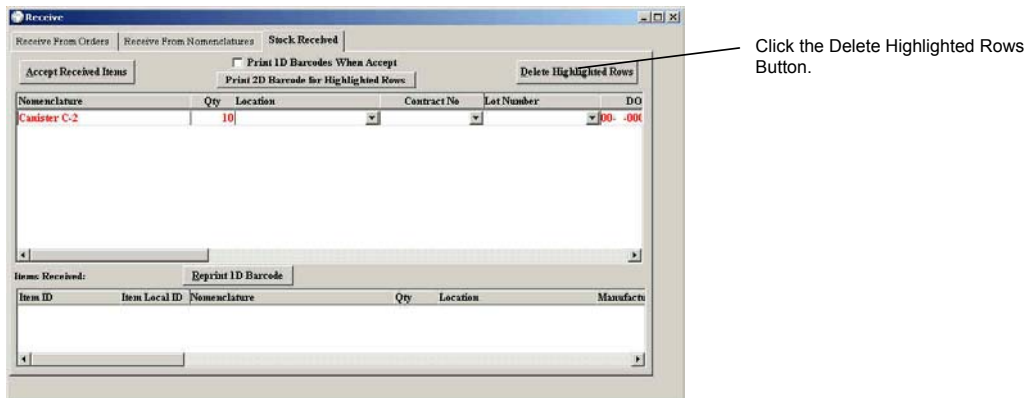 Receive
Receive From Orders Receive From Nomenclatures Stock Received
Accept Received Items
Print 1D Barcodes When Accept
Print 2D Barcode for Highlighted Rows
Delete Highlighted Rows
Click the Delete Highlighted Rows
Button.
Nomenclature Qty Location Contract No Lot Number DO
Canister C-2 10 00- -000
Items Received:
Reprint 1D Barcode
Item ID Item Local ID Nomenclature Qty Location Manufactu